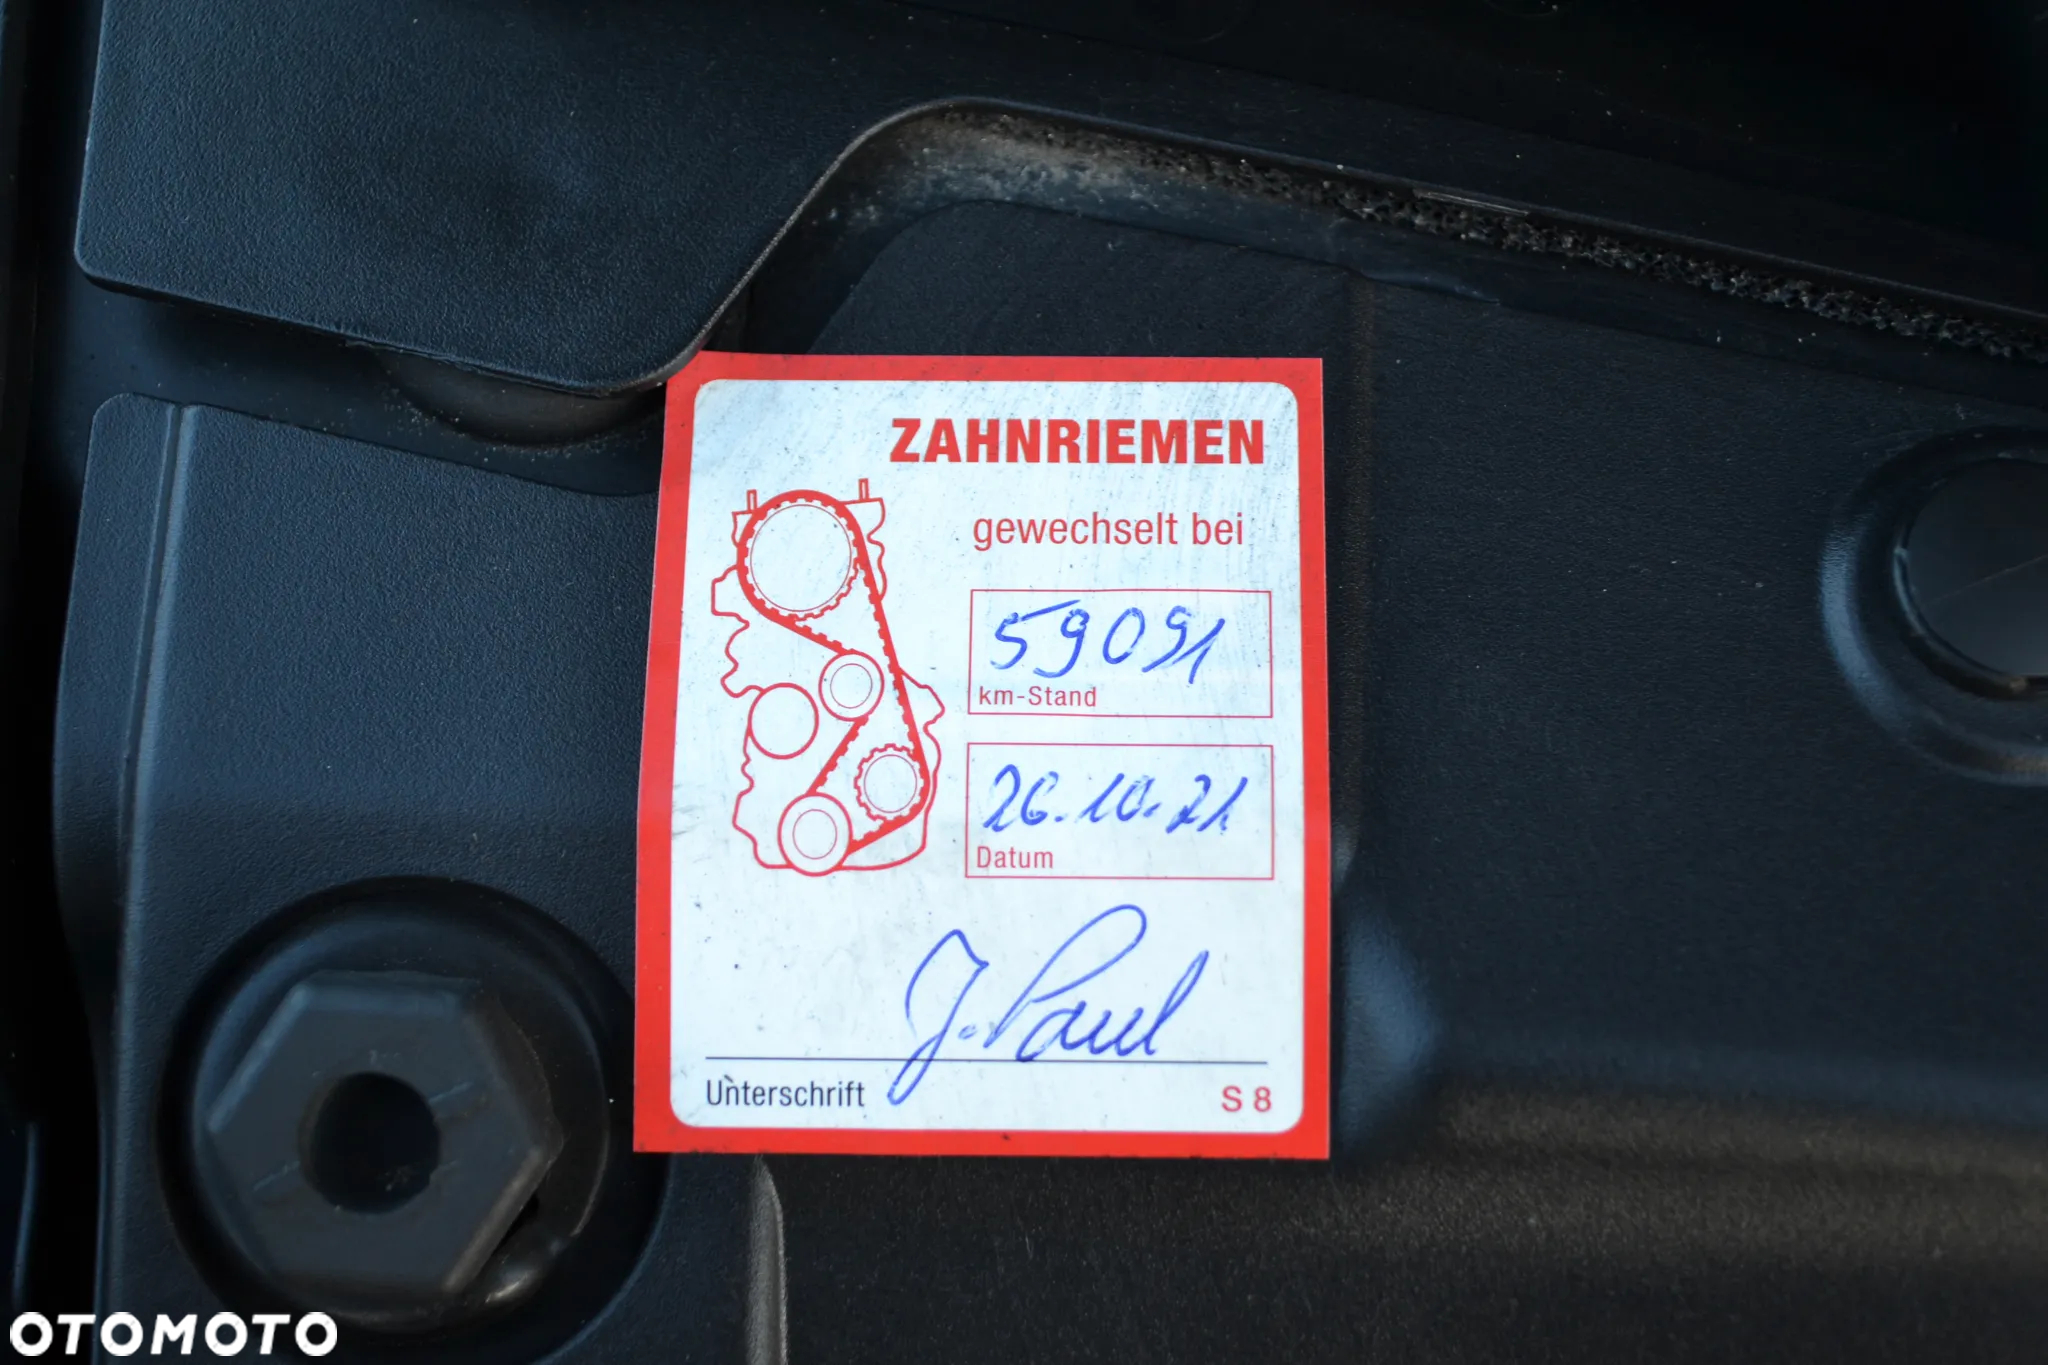 ZAHNRIEMEN
gewechselt bei
59091
km-Stand
26.10.21
Datum
J. Paul
Unterschrift
S 8
OTOMOTO